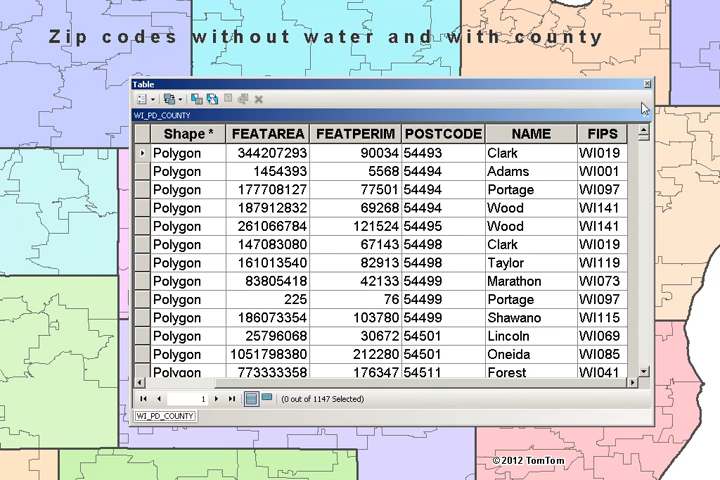 Zip codes without water and with county
Table
WI_PD_COUNTY
Shape * FEATAREA FEATPERIM POSTCODE NAME FIPS
Polygon 344207293 90034 54493 Clark WI019
Polygon 1454393 5568 54494 Adams WI001
Polygon 177708127 77501 54494 Portage WI097
Polygon 187912832 69268 54494 Wood WI141
Polygon 261066784 121524 54495 Wood WI141
Polygon 147083080 67143 54498 Clark WI019
Polygon 161013540 82913 54498 Taylor WI119
Polygon 83805418 42133 54499 Marathon WI073
Polygon 225 76 54499 Portage WI097
Polygon 186073354 103780 54499 Shawano WI115
Polygon 25796068 30672 54501 Lincoln WI069
Polygon 1051798380 212280 54501 Oneida WI085
Polygon 773333358 176347 54511 Forest WI041
1 (0 out of 1147 Selected)
WI_PD_COUNTY
©2012 TomTom